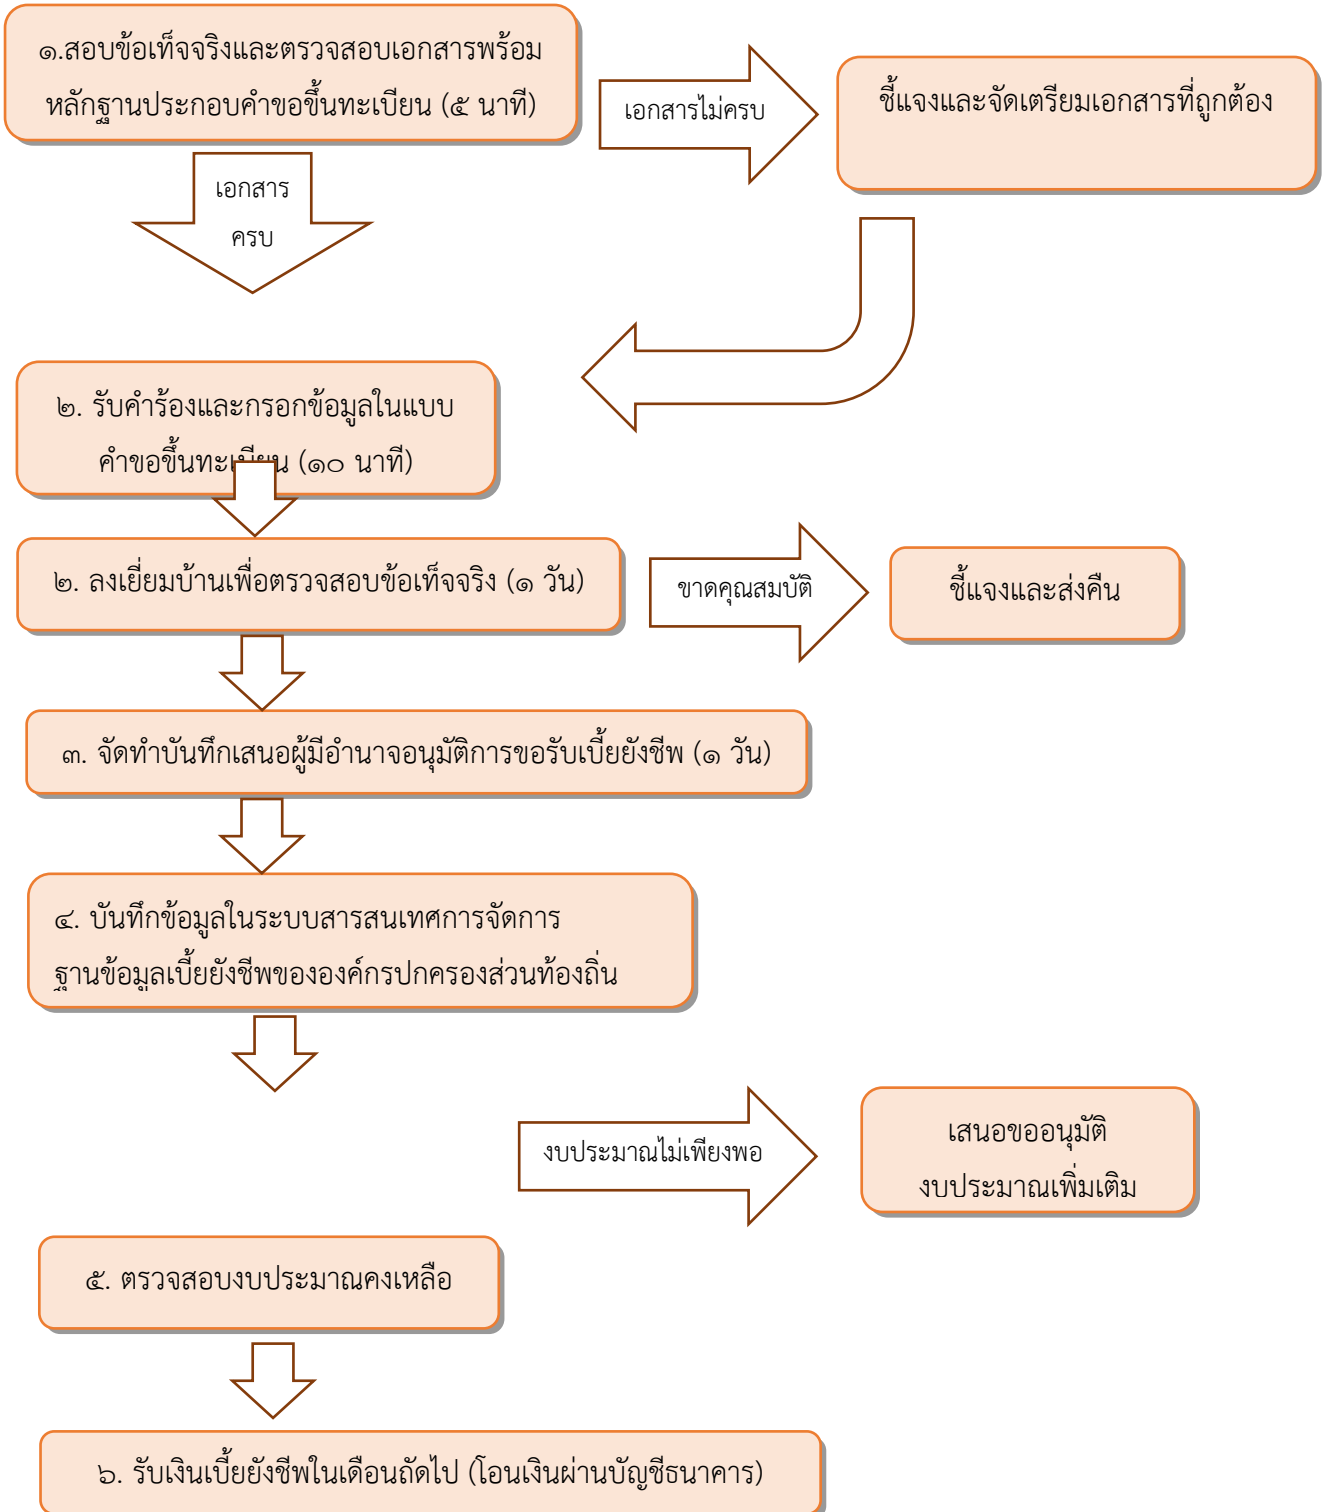 ๑.สอบข้อเท็จจริงและตรวจสอบเอกสารพร้อม
หลักฐานประกอบคำขอขึ้นทะเบียน (๕ นาที)
เอกสารไม่ครบ
ชี้แจงและจัดเตรียมเอกสารที่ถูกต้อง
เอกสาร
ครบ
๒. รับคำร้องและกรอกข้อมูลในแบบ
คำขอขึ้นทะเบียน (๑๐ นาที)
๒. ลงเยี่ยมบ้านเพื่อตรวจสอบข้อเท็จจริง (๑ วัน)
ขาดคุณสมบัติ
ชี้แจงและส่งคืน
๓. จัดทำบันทึกเสนอผู้มีอำนาจอนุมัติการขอรับเบี้ยยังชีพ (๑ วัน)
๔. บันทึกข้อมูลในระบบสารสนเทศการจัดการ
ฐานข้อมูลเบี้ยยังชีพขององค์กรปกครองส่วนท้องถิ่น
งบประมาณไม่เพียงพอ
เสนอขออนุมัติ
งบประมาณเพิ่มเติม
๕. ตรวจสอบงบประมาณคงเหลือ
๖. รับเงินเบี้ยยังชีพในเดือนถัดไป (โอนเงินผ่านบัญชีธนาคาร)